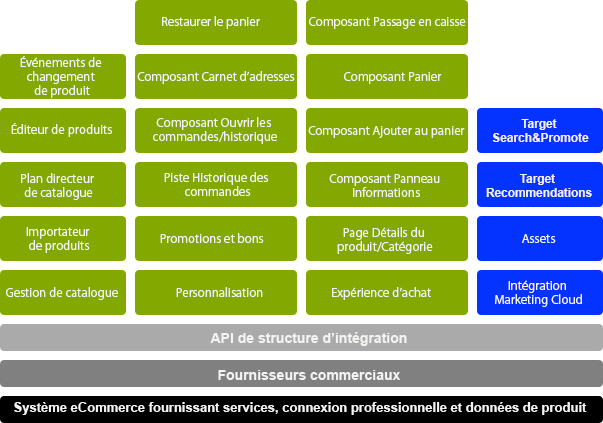 Restaurer le panier
Composant Passage en caisse
Événements de
changement
de produit
Composant Carnet d'adresses
Composant Panier
Éditeur de produits
Composant Ouvrir les
commandes/historique
Composant Ajouter au panier
Target
Search&Promote
Plan directeur
de catalogue
Piste Historique des
commandes
Composant Panneau
Informations
Target
Recommendations
Importateur
de produits
Promotions et bons
Page Détails du
produit/Catégorie
Assets
Gestion de catalogue
Personnalisation
Expérience d'achat
Intégration
Marketing Cloud
API de structure d'intégration
Fournisseurs commerciaux
Système eCommerce fournissant services, connexion professionnelle et données de produit